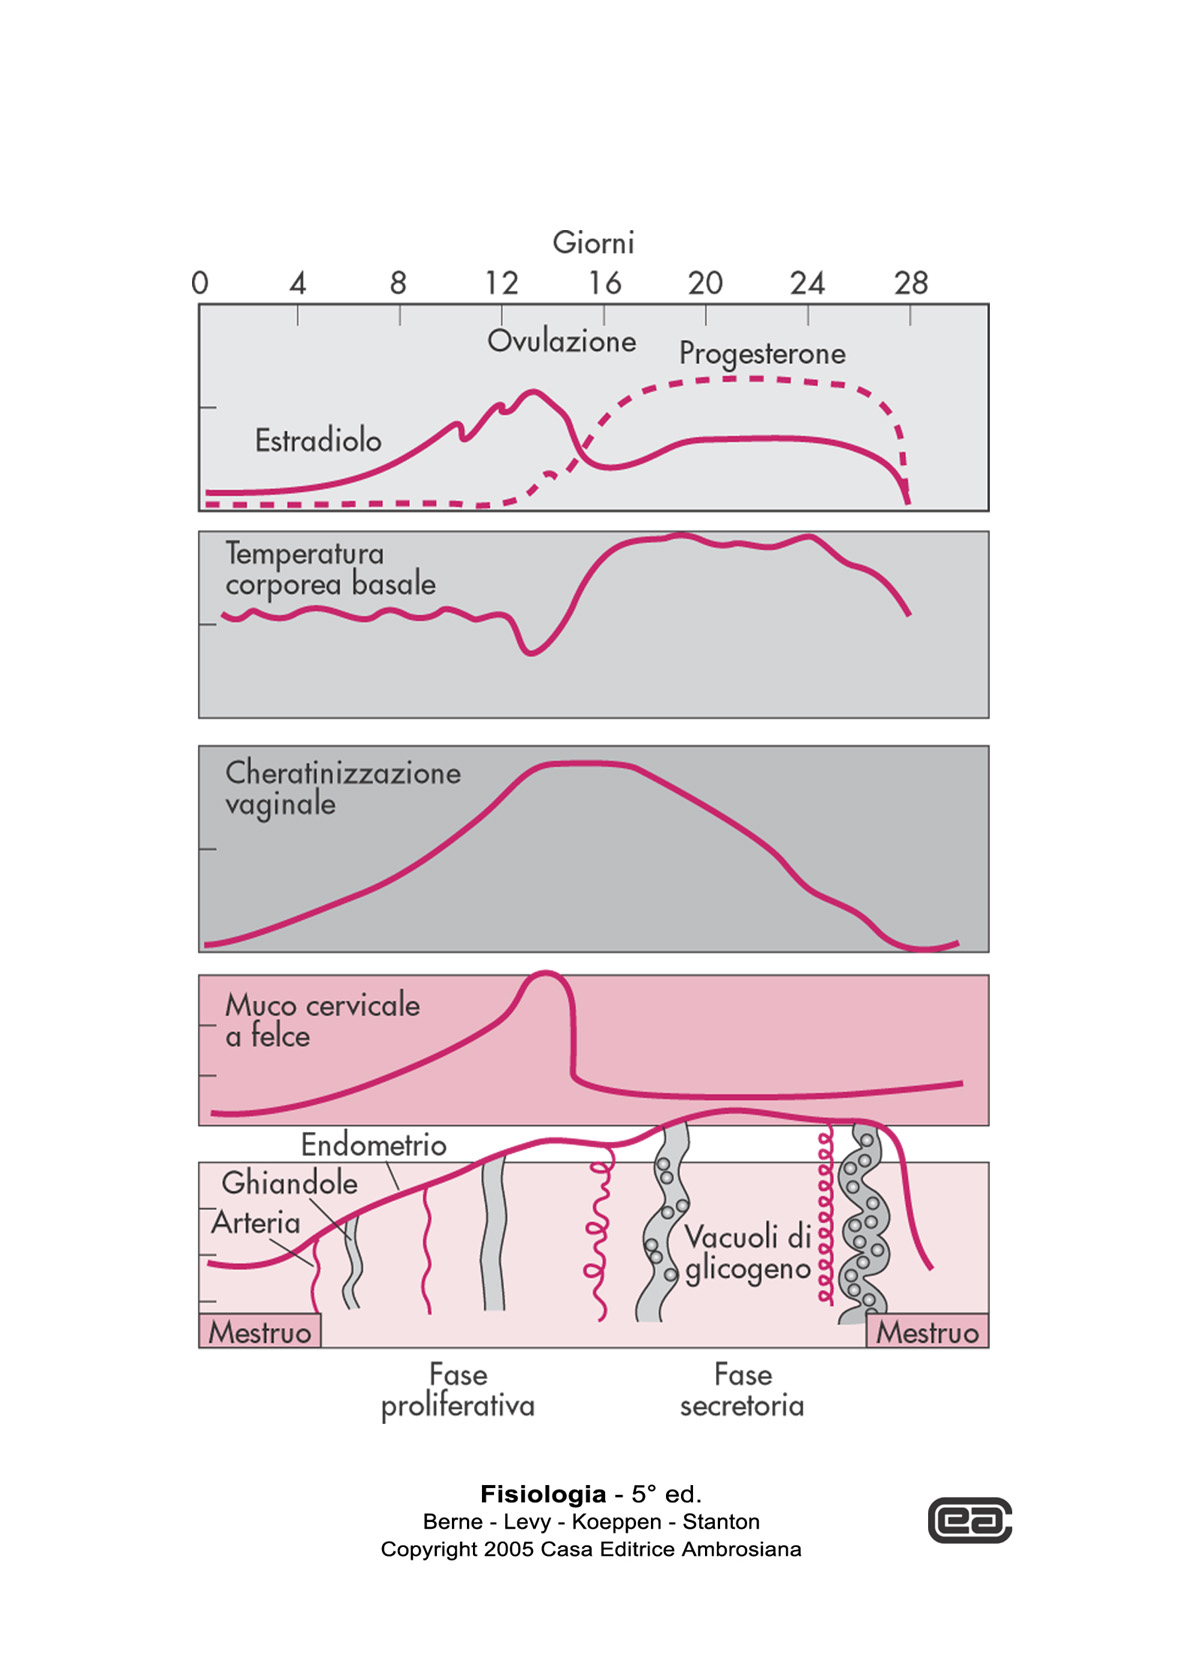 Giorni
0 4 8 12 16 20 24 28
Ovulazione
Progesterone
Estradiolo
Temperatura
corporea basale
Cheratinizzazione
vaginale
Muco cervicale
a felce
Endometrio
Ghiandole
Arteria
Vacuoli di
glicogeno
Mestruo
Mestruo
Fase
proliferativa
Fase
secretoria
Fisiologia - 5° ed.
Berne - Levy - Koeppen - Stanton
Copyright 2005 Casa Editrice Ambrosiana
cea